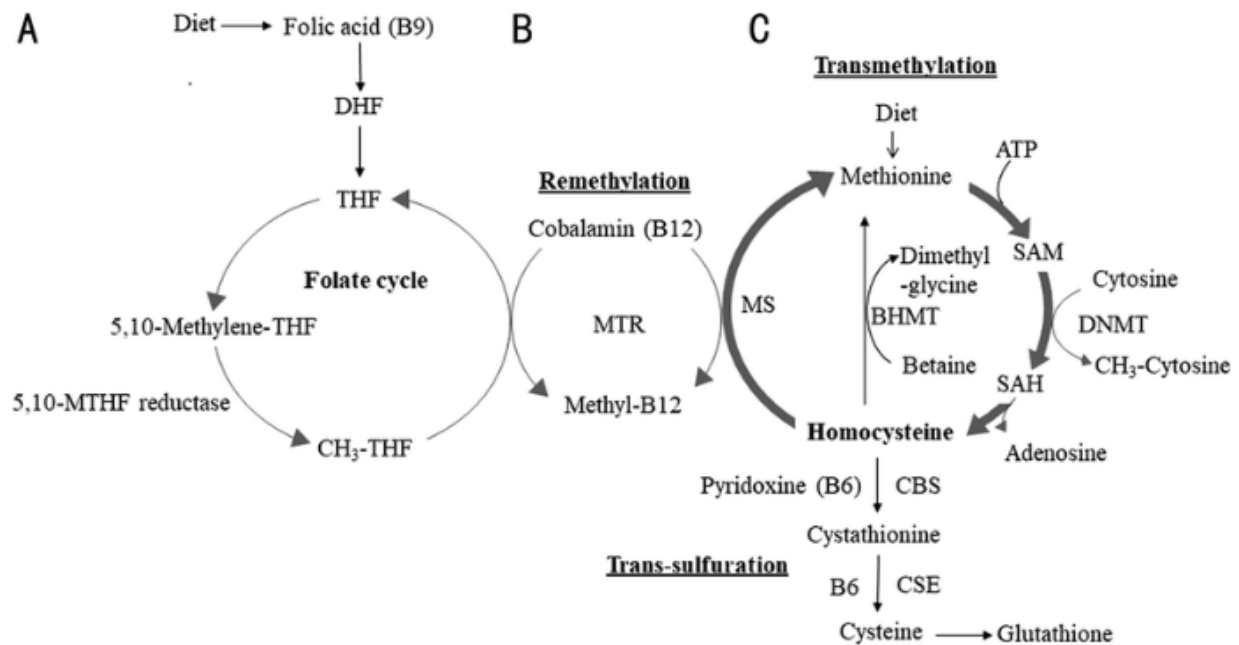 A
Diet
Folic acid (B9)
DHF
THF
Folate cycle
5,10-Methylene-THF
5,10-MTHF reductase
CH₃-THF
B
Remethylation
Cobalamin (B12)
MTR
Methyl-B12
C
Transmethylation
Diet
Methionine
ATP
SAM
Dimethyl
-glycine
Cytosine
MS
BHMT
DNMT
Betaine
CH₃-Cytosine
SAH
Homocysteine
Adenosine
Pyridoxine (B6)
CBS
Cystathionine
Trans-sulfuration
B6
CSE
Cysteine
Glutathione